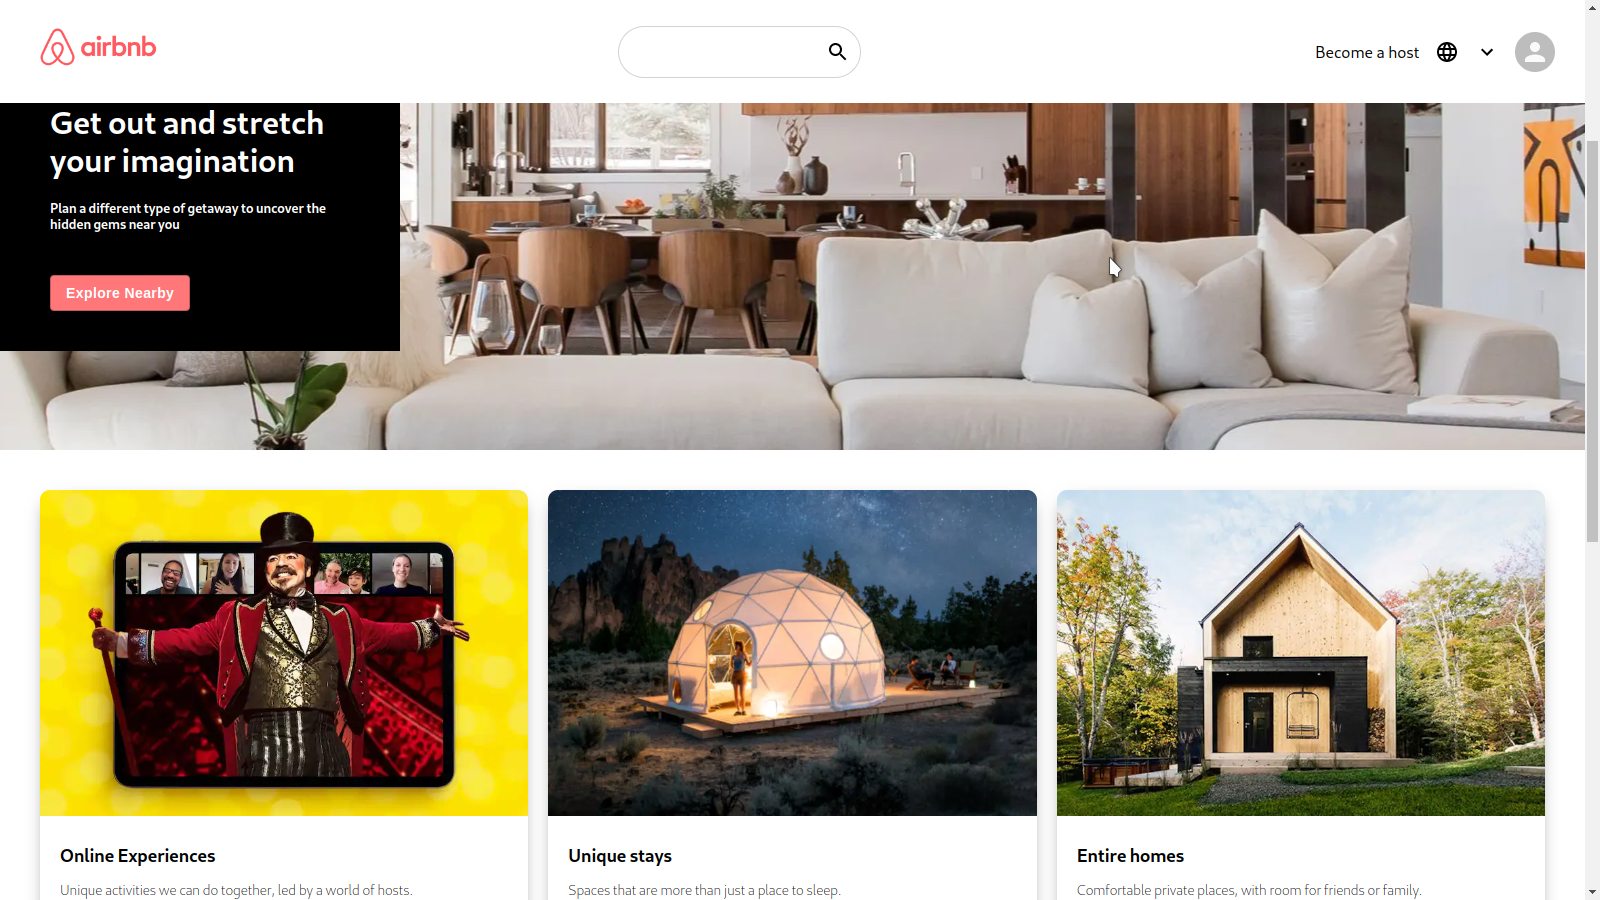 airbnb
Become a host
Get out and stretch
your imagination
Plan a different type of getaway to uncover the
hidden gems near you
Explore Nearby
Online Experiences
Unique activities we can do together, led by a world of hosts.
Unique stays
Spaces that are more than just a place to sleep.
Entire homes
Comfortable private places, with room for friends or family.